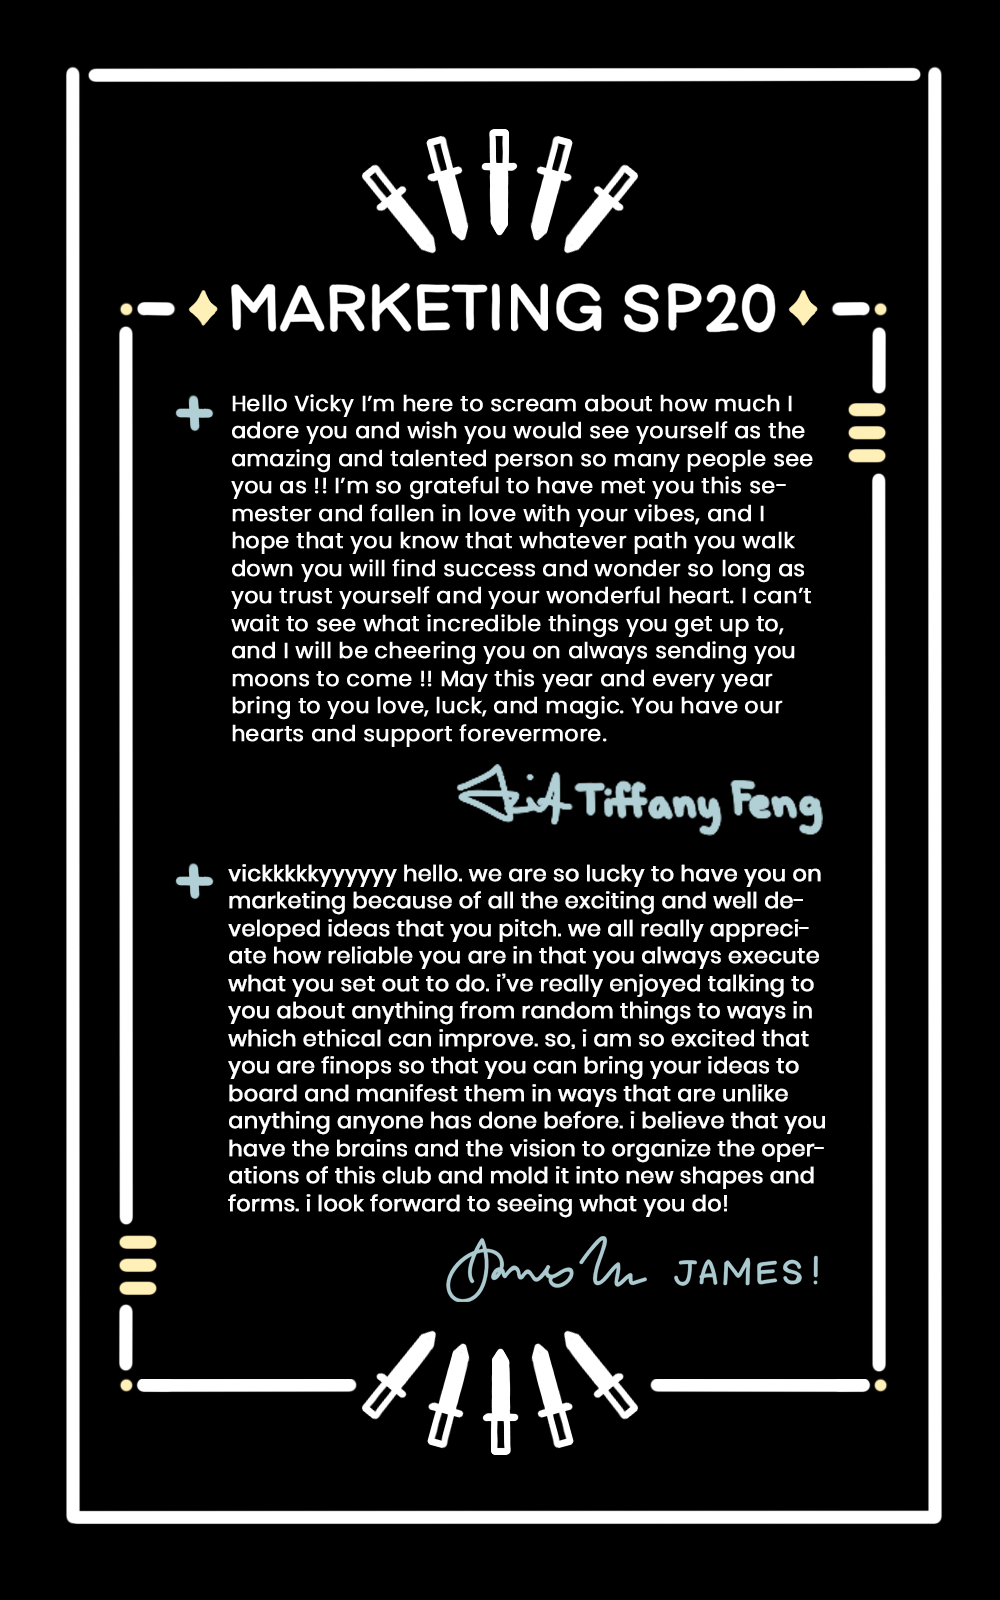 MARKETING SP20
Hello Vicky I’m here to scream about how much I
adore you and wish you would see yourself as the
amazing and talented person so many people see
you as !! I’m so grateful to have met you this se-
mester and fallen in love with your vibes, and I
hope that you know that whatever path you walk
down you will find success and wonder so long as
you trust yourself and your wonderful heart. I can’t
wait to see what incredible things you get up to,
and I will be cheering you on always sending you
moons to come !! May this year and every year
bring to you love, luck, and magic. You have our
hearts and support forevermore.
Tiffany Feng
vickkkkkyyyyyy hello. we are so lucky to have you on
marketing because of all the exciting and well de-
veloped ideas that you pitch. we all really appreci-
ate how reliable you are in that you always execute
what you set out to do. i’ve really enjoyed talking to
you about anything from random things to ways in
which ethical can improve. so, i am so excited that
you are finops so that you can bring your ideas to
board and manifest them in ways that are unlike
anything anyone has done before. i believe that you
have the brains and the vision to organize the oper-
ations of this club and mold it into new shapes and
forms. i look forward to seeing what you do!
James JAMES!